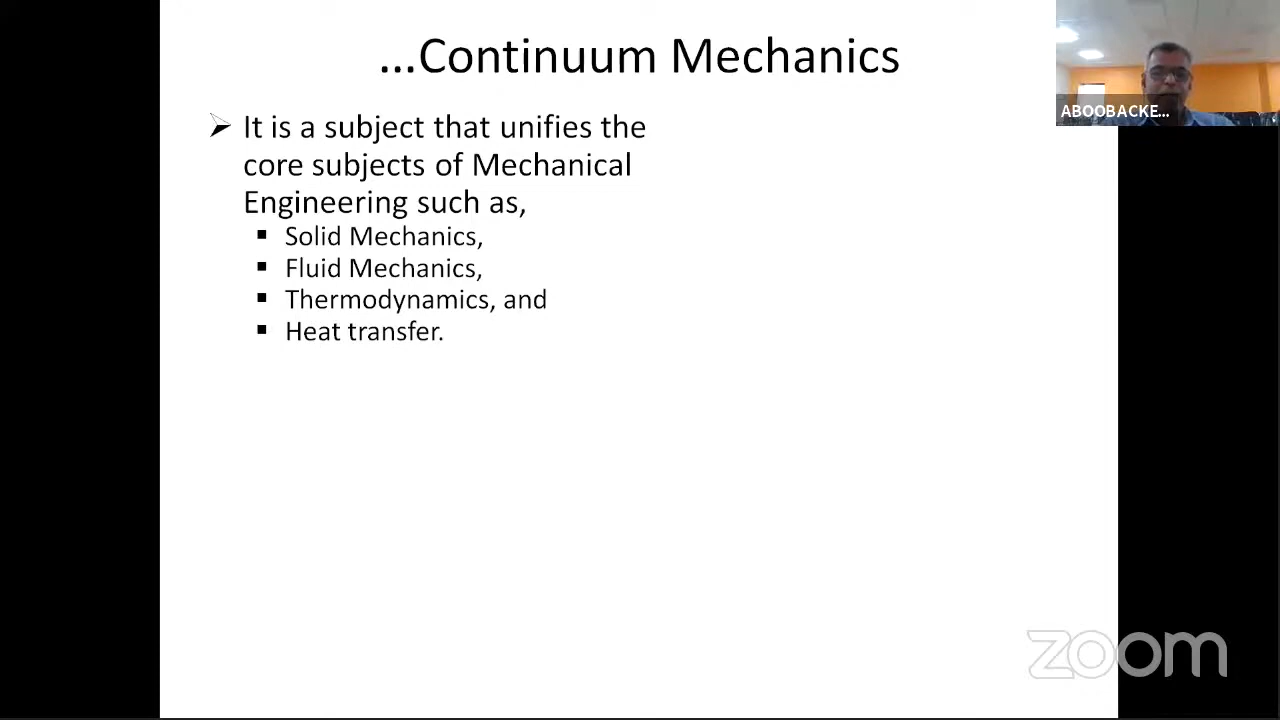 ...Continuum Mechanics
ABOOBACKE...
➢ It is a subject that unifies the
core subjects of Mechanical
Engineering such as,
▪ Solid Mechanics,
▪ Fluid Mechanics,
▪ Thermodynamics, and
▪ Heat transfer.
zoom